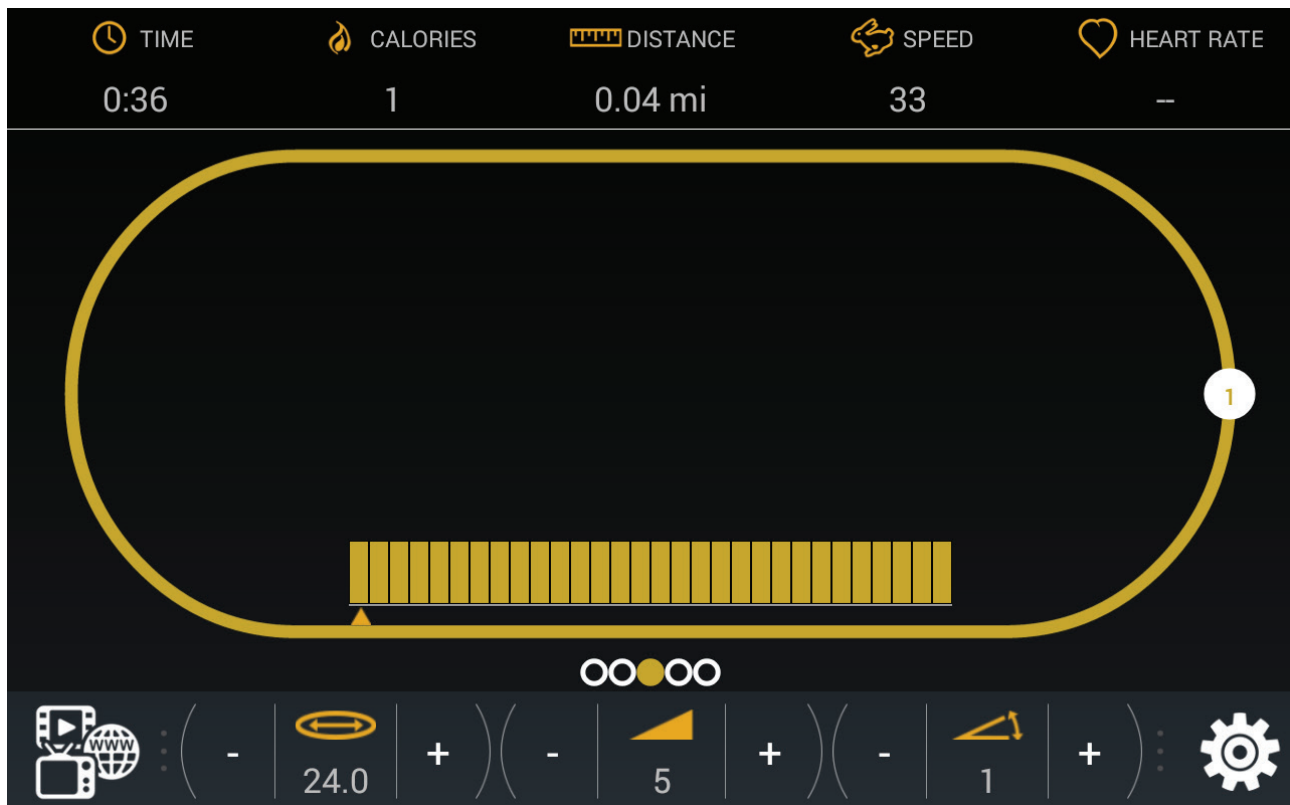 TIME CALORIES DISTANCE SPEED HEART RATE
0:36 1 0.04 mi 33 --
1
WWW
- 24.0 + - 5 + - 1 +